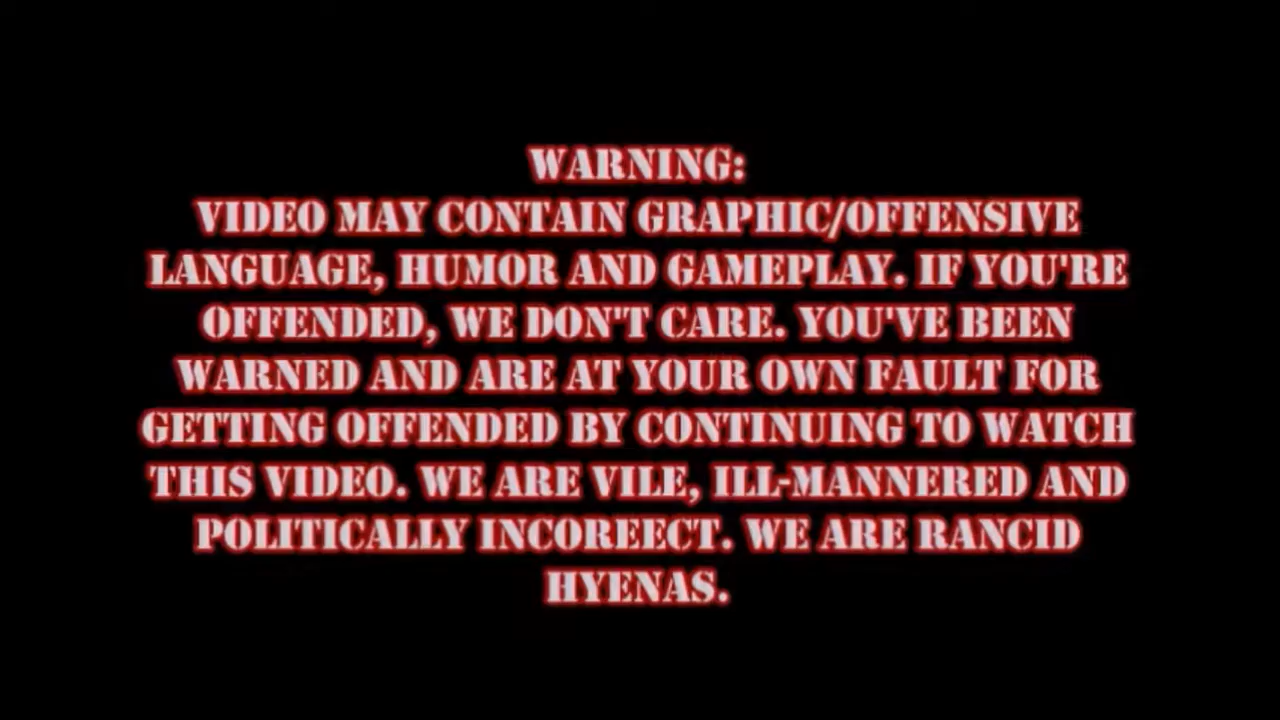 WARNING:
VIDEO MAY CONTAIN GRAPHIC/OFFENSIVE
LANGUAGE, HUMOR AND GAMEPLAY. IF YOU'RE
OFFENDED, WE DON'T CARE. YOU'VE BEEN
WARNED AND ARE AT YOUR OWN FAULT FOR
GETTING OFFENDED BY CONTINUING TO WATCH
THIS VIDEO. WE ARE VILE, ILL-MANNERED AND
POLITICALLY INCOREECT. WE ARE RANCID
HYENAS.